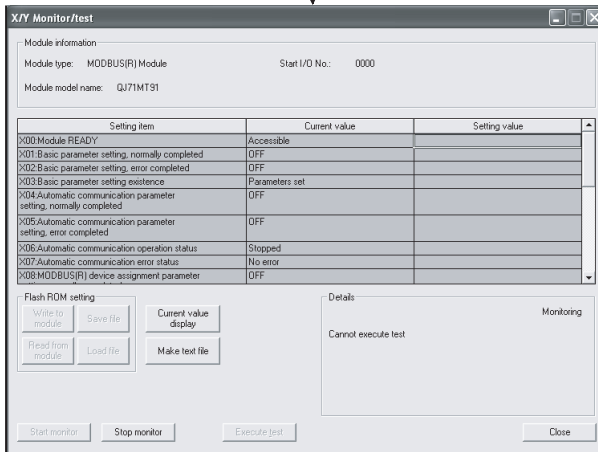 X/Y Monitor/test
Module information
Module type: MODBUS(R) Module Start I/O No.: 0000
Module model name: QJ71MT91
Setting item Current value Setting value
X00:Module READY Accessible
X01:Basic parameter setting, normally completed OFF
X02:Basic parameter setting, error completed OFF
X03:Basic parameter setting existence Parameters set
X04:Automatic communication parameter OFF
setting, normally completed
X05:Automatic communication parameter OFF
setting, error completed
X06:Automatic communication operation status Stopped
X07:Automatic communication error status No error
X08:MODBUS(R) device assignment parameter OFF
Flash ROM setting
Write to
module
Save file
Current value
display
Read from
module
Load file
Make text file
Details
Monitoring
Cannot execute test
Start monitor Stop monitor Execute test Close